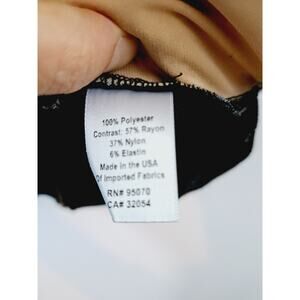 100% Polyester
Contrast: 57% Rayon
37% Nylon
6% Elastin
Made in the USA
Of Imported Fabrics
RN# 95070
CA# 32054